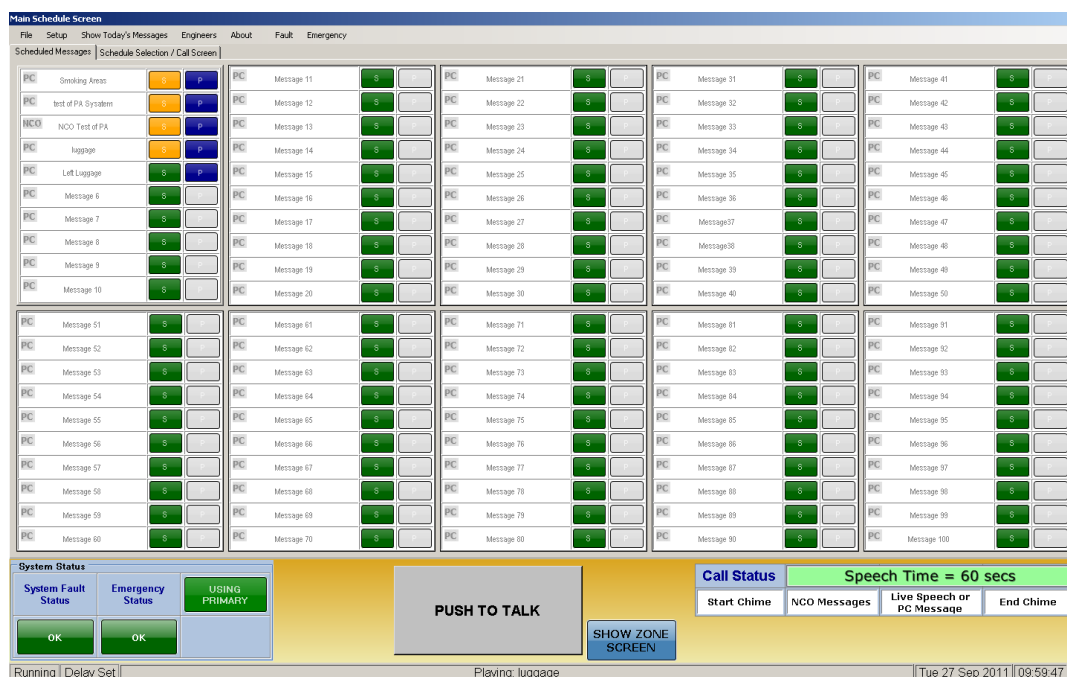 Main Schedule Screen
File Setup Show Today's Messages Engineers About Fault Emergency
Scheduled Messages Schedule Selection / Call Screen
PC Smoking Areas S P
PC test of PA Sysatem S P
NCO NCO Test of PA S P
PC luggage S P
PC Left Luggage S P
PC Message 6 S P
PC Message 7 S P
PC Message 8 S P
PC Message 9 S P
PC Message 10 S P
PC Message 11 S P
PC Message 12 S P
PC Message 13 S P
PC Message 14 S P
PC Message 15 S P
PC Message 16 S P
PC Message 17 S P
PC Message 18 S P
PC Message 19 S P
PC Message 20 S P
PC Message 21 S P
PC Message 22 S P
PC Message 23 S P
PC Message 24 S P
PC Message 25 S P
PC Message 26 S P
PC Message 27 S P
PC Message 28 S P
PC Message 29 S P
PC Message 30 S P
PC Message 31 S P
PC Message 32 S P
PC Message 33 S P
PC Message 34 S P
PC Message 35 S P
PC Message 36 S P
PC Message37 S P
PC Message38 S P
PC Message 39 S P
PC Message 40 S P
PC Message 41 S P
PC Message 42 S P
PC Message 43 S P
PC Message 44 S P
PC Message 45 S P
PC Message 46 S P
PC Message 47 S P
PC Message 48 S P
PC Message 49 S P
PC Message 50 S P
PC Message 51 S P
PC Message 52 S P
PC Message 53 S P
PC Message 54 S P
PC Message 55 S P
PC Message 56 S P
PC Message 57 S P
PC Message 58 S P
PC Message 59 S P
PC Message 60 S P
PC Message 61 S P
PC Message 62 S P
PC Message 63 S P
PC Message 64 S P
PC Message 65 S P
PC Message 66 S P
PC Message 67 S P
PC Message 68 S P
PC Message 69 S P
PC Message 70 S P
PC Message 71 S P
PC Message 72 S P
PC Message 73 S P
PC Message 74 S P
PC Message 75 S P
PC Message 76 S P
PC Message 77 S P
PC Message 78 S P
PC Message 79 S P
PC Message 80 S P
PC Message 81 S P
PC Message 82 S P
PC Message 83 S P
PC Message 84 S P
PC Message 85 S P
PC Message 86 S P
PC Message 87 S P
PC Message 88 S P
PC Message 89 S P
PC Message 90 S P
PC Message 91 S P
PC Message 92 S P
PC Message 93 S P
PC Message 94 S P
PC Message 95 S P
PC Message 96 S P
PC Message 97 S P
PC Message 98 S P
PC Message 99 S P
PC Message 100 S P
System Status
System Fault
Status
Emergency
Status
USING
PRIMARY
OK
OK
PUSH TO TALK
SHOW ZONE
SCREEN
Call Status
Speech Time = 60 secs
Start Chime
NCO Messages
Live Speech or
PC Message
End Chime
Running Delay Set Playing: luggage Tue 27 Sep 2011 09:59:47